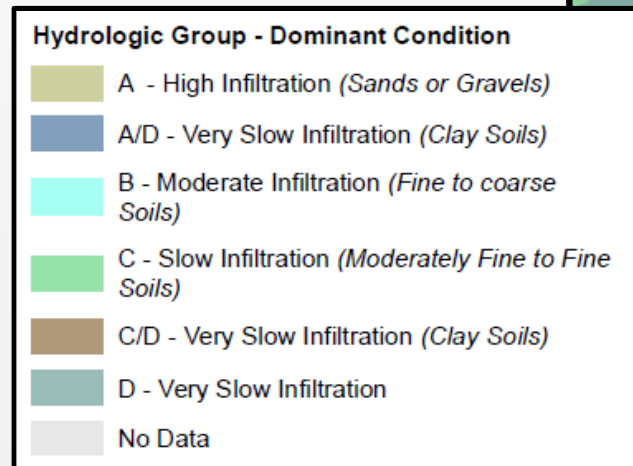 Hydrologic Group - Dominant Condition
A - High Infiltration (Sands or Gravels)
A/D - Very Slow Infiltration (Clay Soils)
B - Moderate Infiltration (Fine to coarse
Soils)
C - Slow Infiltration (Moderately Fine to Fine
Soils)
C/D - Very Slow Infiltration (Clay Soils)
D - Very Slow Infiltration
No Data